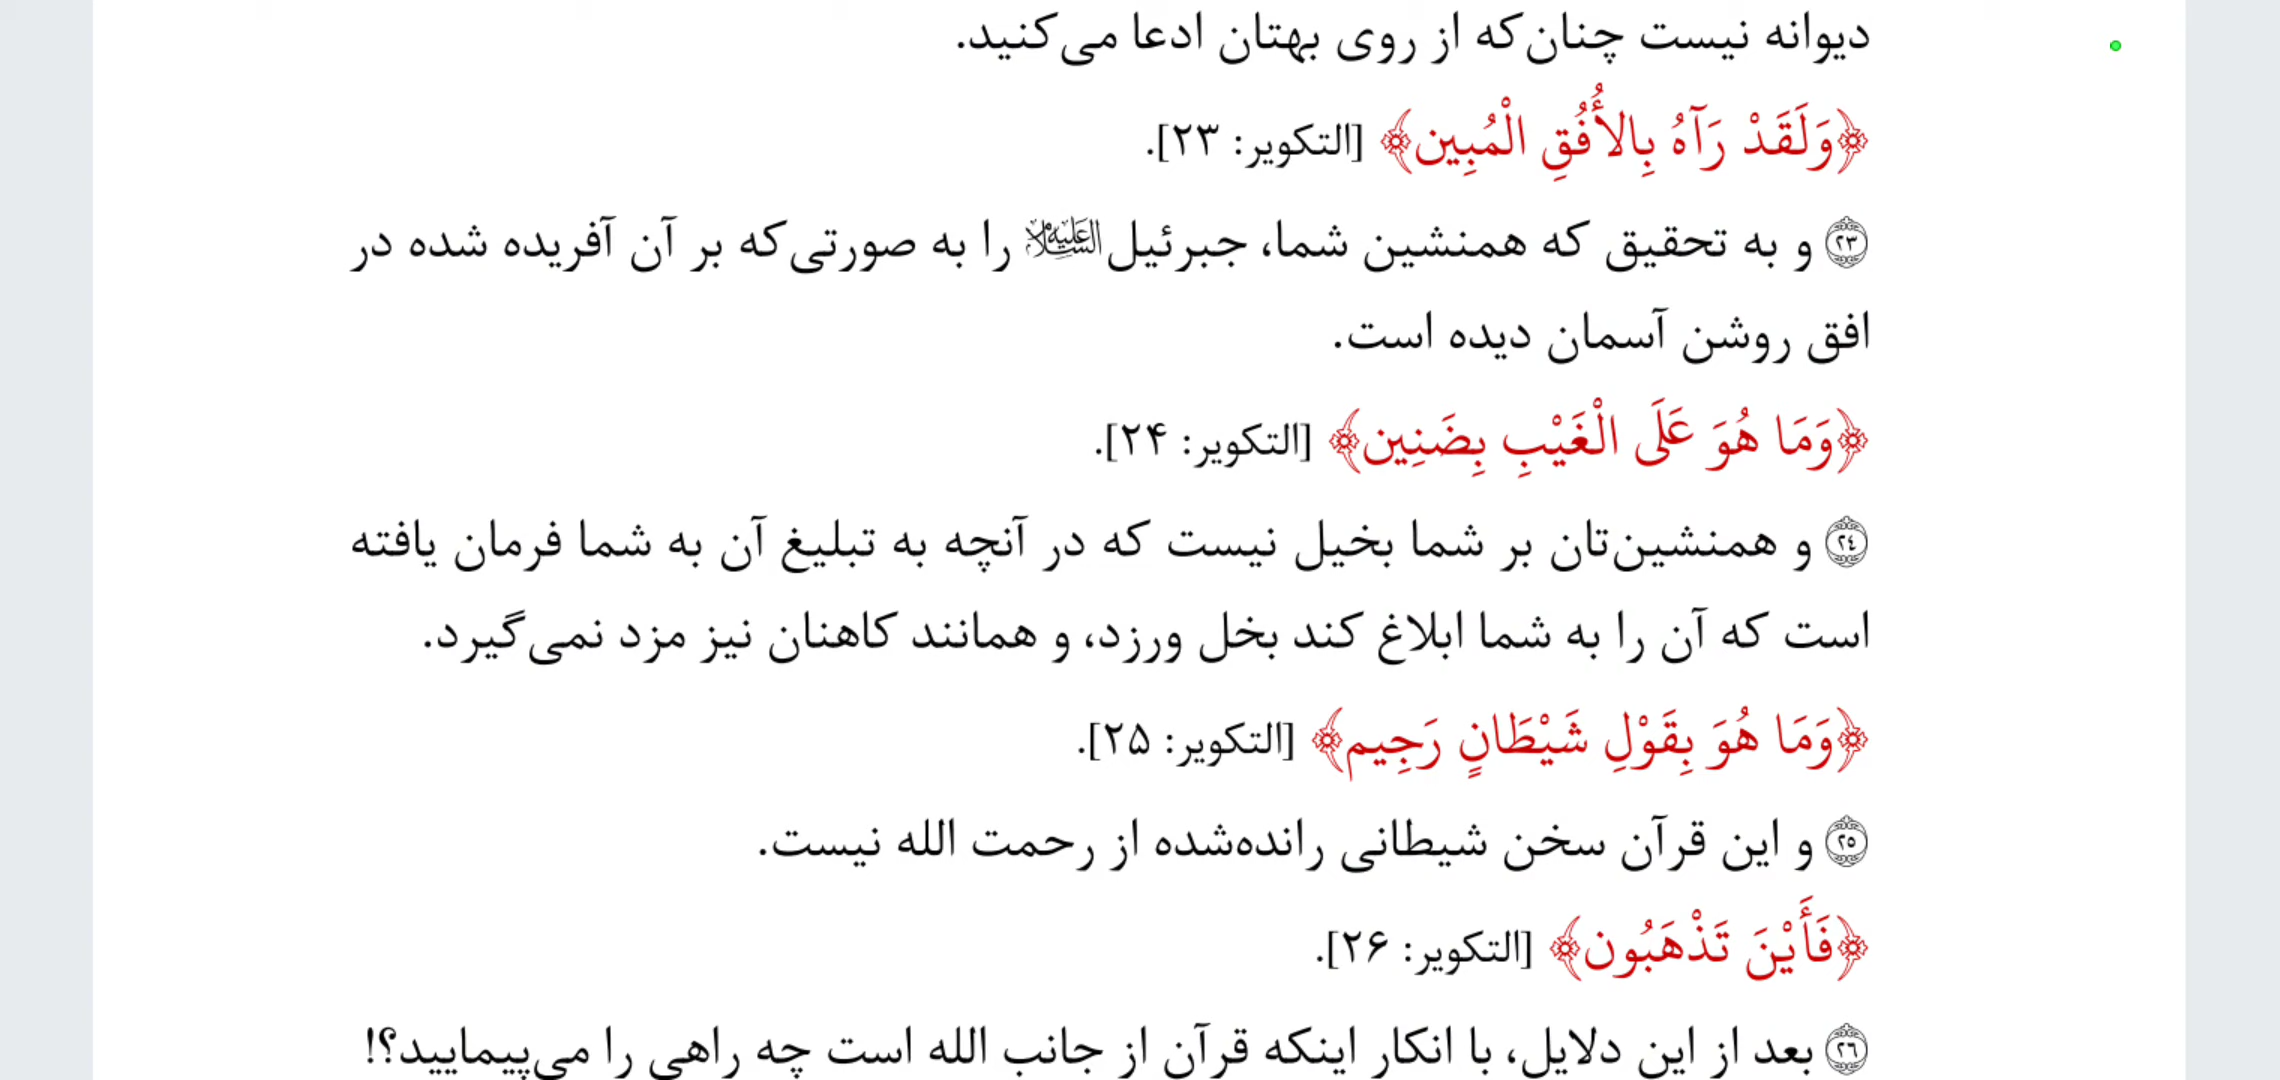 دیوانه نیست چنان‌که از روی بهتان ادعا می‌کنید.
﴿وَلَقَدْ رَآهُ بِالأُفُقِ الْمُبِين﴾ [التکویر: ۲۳].
۲۳ و به تحقیق که همنشین شما، جبرئیل علیه السلام را به صورتی‌که بر آن آفریده شده در
افق روشن آسمان دیده است.
﴿وَمَا هُوَ عَلَى الْغَيْبِ بِضَنِين﴾ [التکویر: ۲۴].
٢٤ و همنشین‌تان بر شما بخیل نیست که در آنچه به تبلیغ آن به شما فرمان یافته
است که آن را به شما ابلاغ کند بخل ورزد، و همانند کاهنان نیز مزد نمی‌گیرد.
﴿وَمَا هُوَ بِقَوْلِ شَيْطَانٍ رَجِيم﴾ [التکویر: ۲۵].
٢٥ و این قرآن سخن شیطانی رانده‌شده از رحمت الله نیست.
﴿فَأَيْنَ تَذْهَبُون﴾ [التکویر: ۲۶].
٢٦ بعد از این دلایل، با انکار اینکه قرآن از جانب الله است چه راهی را می‌پیمایید؟!